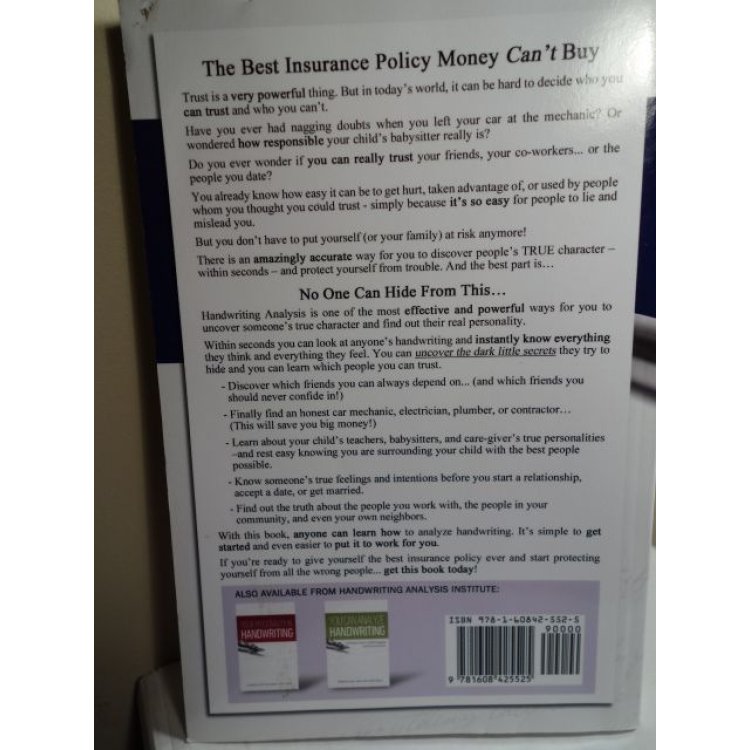 The Best Insurance Policy Money Can't Buy
Trust is a very powerful thing. But in today's world, it can be hard to decide who you
can trust and who you can't.
Have you ever had nagging doubts when you left your car at the mechanic? Or
wondered how responsible your child's babysitter really is?
Do you ever wonder if you can really trust your friends, your co-workers... or the
people you date?
You already know how easy it can be to get hurt, taken advantage of, or used by people
whom you thought you could trust - simply because it's so easy for people to lie and
mislead you.
But you don't have to put yourself (or your family) at risk anymore!
There is an amazingly accurate way for you to discover people's TRUE character –
within seconds – and protect yourself from trouble. And the best part is…
No One Can Hide From This…
Handwriting Analysis is one of the most effective and powerful ways for you to
uncover someone's true character and find out their real personality.
Within seconds you can look at anyone's handwriting and instantly know everything
they think and everything they feel. You can uncover the dark little secrets they try to
hide and you can learn which people you can trust.
- Discover which friends you can always depend on... (and which friends you
should never confide in!)
- Finally find an honest car mechanic, electrician, plumber, or contractor…
(This will save you big money!)
- Learn about your child's teachers, babysitters, and care-giver's true personalities
–and rest easy knowing you are surrounding your child with the best people
possible.
- Know someone's true feelings and intentions before you start a relationship,
accept a date, or get married.
- Find out the truth about the people you work with, the people in your
community, and even your own neighbors.
With this book, anyone can learn how to analyze handwriting. It's simple to get
started and even easier to put it to work for you.
If you're ready to give yourself the best insurance policy ever and start protecting
yourself from all the wrong people... get this book today!
ALSO AVAILABLE FROM HANDWRITING ANALYSIS INSTITUTE:
HANDWRITING
YOU CAN ANALYZE
HANDWRITING
ISBN 978-1-60842-552-5
90000
9 781608 425525